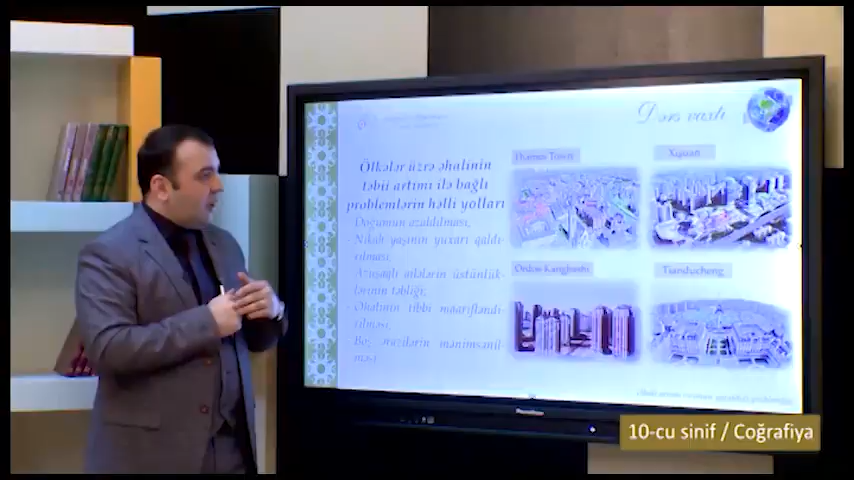 Dərs vaxtı
Ölkələr üzrə əhalinin
təbii artımı ilə bağlı
problemlərin həlli yolları
Doğumun azaldılması;
- Nikah yaşının yuxarı qaldı-
rılması;
Azuşaqlı ailələrin üstünlük-
lərinin təbliği;
- Əhalinin tibbi maarifləndi-
rilməsi;
- Boş ərazilərin mənimsənil-
məsi
Thames Town
Ordos Kangbashi
Tianducheng
10-cu sinif / Coğrafiya